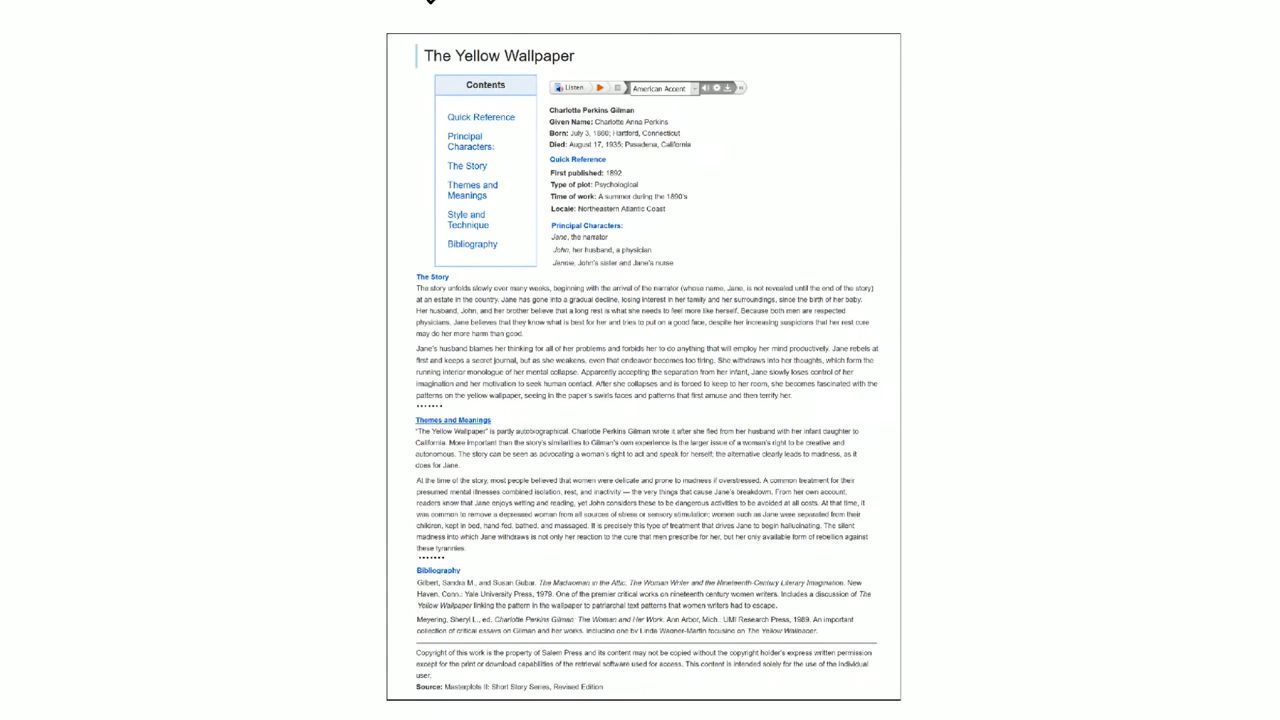 The Yellow Wallpaper
Contents
Quick Reference
Principal
Characters:
The Story
Themes and
Meanings
Style and
Technique
Bibliography
Listen
American Accent
Charlotte Perkins Gilman
Given Name: Charlotte Anna Perkins
Born: July 3, 1860; Hartford, Connecticut
Died: August 17, 1935; Pasadena, California
Quick Reference
First published: 1892
Type of plot: Psychological
Time of work: A summer during the 1890's
Locale: Northeastern Atlantic Coast
Principal Characters:
Jane, the narrator
John, her husband, a physician
Jennie, John's sister and Jane's nurse
The Story
The story unfolds slowly over many weeks, beginning with the arrival of the narrator (whose name, Jane, is not revealed until the end of the story)
at an estate in the country. Jane has gone into a gradual decline, losing interest in her family and her surroundings, since the birth of her baby.
Her husband, John, and her brother believe that a long rest is what she needs to feel more like herself. Because both men are respected
physicians, Jane believes that they know what is best for her and tries to put on a good face, despite her increasing suspicions that her rest cure
may do her more harm than good.
Jane's husband blames her thinking for all of her problems and forbids her to do anything that will employ her mind productively. Jane rebels at
first and keeps a secret journal, but as she weakens, even that endeavor becomes too tiring. She withdraws into her thoughts, which form the
running interior monologue of her mental collapse. Apparently accepting the separation from her infant, Jane slowly loses control of her
imagination and her motivation to seek human contact. After she collapses and is forced to keep to her room, she becomes fascinated with the
patterns on the yellow wallpaper, seeing in the paper's swirls faces and patterns that first amuse and then terrify her.
.......
Themes and Meanings
"The Yellow Wallpaper" is partly autobiographical. Charlotte Perkins Gilman wrote it after she fled from her husband with her infant daughter to
California. More important than the story's similarities to Gilman's own experience is the larger issue of a woman's right to be creative and
autonomous. The story can be seen as advocating a woman's right to act and speak for herself; the alternative clearly leads to madness, as it
does for Jane.
At the time of the story, most people believed that women were delicate and prone to madness if overstressed. A common treatment for their
presumed mental illnesses combined isolation, rest, and inactivity — the very things that cause Jane's breakdown. From her own account,
readers know that Jane enjoys writing and reading, yet John considers these to be dangerous activities to be avoided at all costs. At that time, it
was common to remove a depressed woman from all sources of stress or sensory stimulation; women such as Jane were separated from their
children, kept in bed, hand-fed, bathed, and massaged. It is precisely this type of treatment that drives Jane to begin hallucinating. The silent
madness into which Jane withdraws is not only her reaction to the cure that men prescribe for her, but her only available form of rebellion against
these tyrannies.
.......
Bibliography
Gilbert, Sandra M., and Susan Gubar. The Madwoman in the Attic: The Woman Writer and the Nineteenth-Century Literary Imagination. New
Haven, Conn.: Yale University Press, 1979. One of the premier critical works on nineteenth century women writers. Includes a discussion of The
Yellow Wallpaper linking the pattern in the wallpaper to patriarchal text patterns that women writers had to escape.
Meyering, Sheryl L., ed. Charlotte Perkins Gilman: The Woman and Her Work. Ann Arbor, Mich.: UMI Research Press, 1989. An important
collection of critical essays on Gilman and her works, including one by Linda Wagner-Martin focusing on The Yellow Wallpaper.
Copyright of this work is the property of Salem Press and its content may not be copied without the copyright holder's express written permission
except for the print or download capabilities of the retrieval software used for access. This content is intended solely for the use of the individual
user.
Source: Masterplots II: Short Story Series, Revised Edition